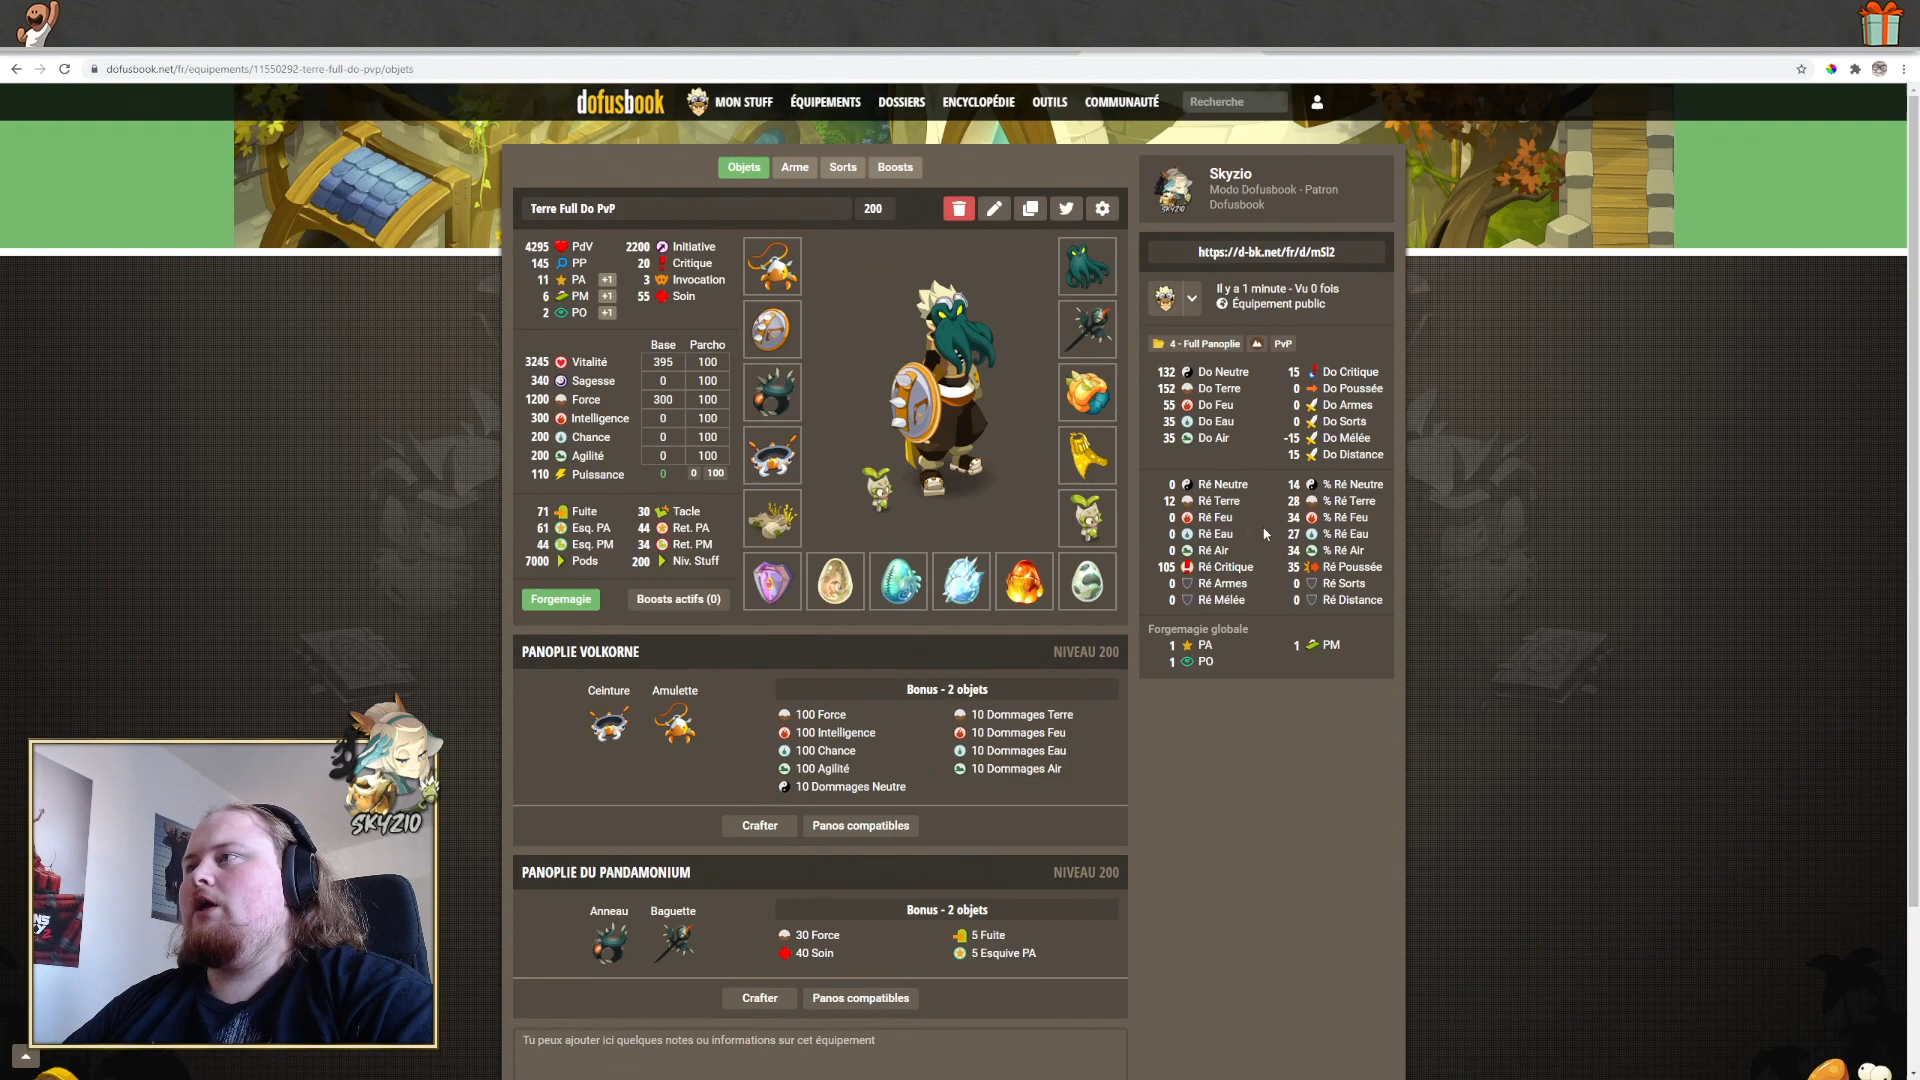 dofusbook.net/fr/equipements/11550292-terre-full-do-pvp/objets
dofusbook
MON STUFF
ÉQUIPEMENTS
DOSSIERS
ENCYCLOPÉDIE
OUTILS
COMMUNAUTÉ
Recherche
Objets
Arme
Sorts
Boosts
Terre Full Do PvP
200
4295 PdV
2200 Initiative
145 PP
20 Critique
11 PA +1
3 Invocation
6 PM +1
55 Soin
2 PO +1
Base Parcho
3245 Vitalité 395 100
340 Sagesse 0 100
1200 Force 300 100
300 Intelligence 0 100
200 Chance 0 100
200 Agilité 0 100
110 Puissance 0 0 100
71 Fuite 30 Tacle
61 Esq. PA 44 Ret. PA
44 Esq. PM 34 Ret. PM
7000 Pods 200 Niv. Stuff
Forgemagie
Boosts actifs (0)
PANOPLIE VOLKORNE
NIVEAU 200
Ceinture
Amulette
Bonus - 2 objets
100 Force
10 Dommages Terre
100 Intelligence
10 Dommages Feu
100 Chance
10 Dommages Eau
100 Agilité
10 Dommages Air
10 Dommages Neutre
Crafter
Panos compatibles
PANOPLIE DU PANDAMONIUM
NIVEAU 200
Anneau
Baguette
Bonus - 2 objets
30 Force
5 Fuite
40 Soin
5 Esquive PA
Crafter
Panos compatibles
Tu peux ajouter ici quelques notes ou informations sur cet équipement
Skyzio
Modo Dofusbook - Patron
Dofusbook
https://d-bk.net/fr/d/mSl2
Il y a 1 minute - Vu 0 fois
Équipement public
4 - Full Panoplie
PvP
132 Do Neutre 15 Do Critique
152 Do Terre 0 Do Poussée
55 Do Feu 0 Do Armes
35 Do Eau 0 Do Sorts
35 Do Air -15 Do Mélée
15 Do Distance
0 Ré Neutre 14 % Ré Neutre
12 Ré Terre 28 % Ré Terre
0 Ré Feu 34 % Ré Feu
0 Ré Eau 27 % Ré Eau
0 Ré Air 34 % Ré Air
105 Ré Critique 35 Ré Poussée
0 Ré Armes 0 Ré Sorts
0 Ré Mélée 0 Ré Distance
Forgemagie globale
1 PA 1 PM
1 PO
SKYZIO